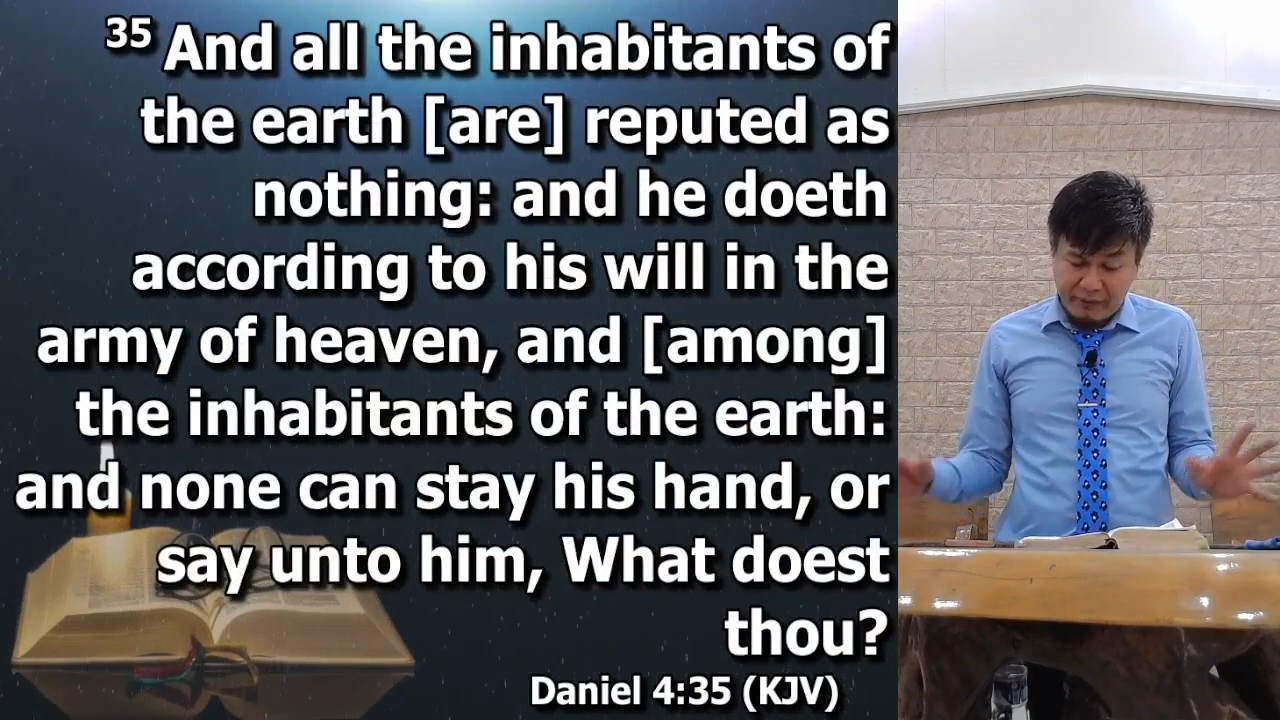 35 And all the inhabitants of
the earth [are] reputed as
nothing: and he doeth
according to his will in the
army of heaven, and [among]
the inhabitants of the earth:
and none can stay his hand, or
say unto him, What doest
thou?
Daniel 4:35 (KJV)